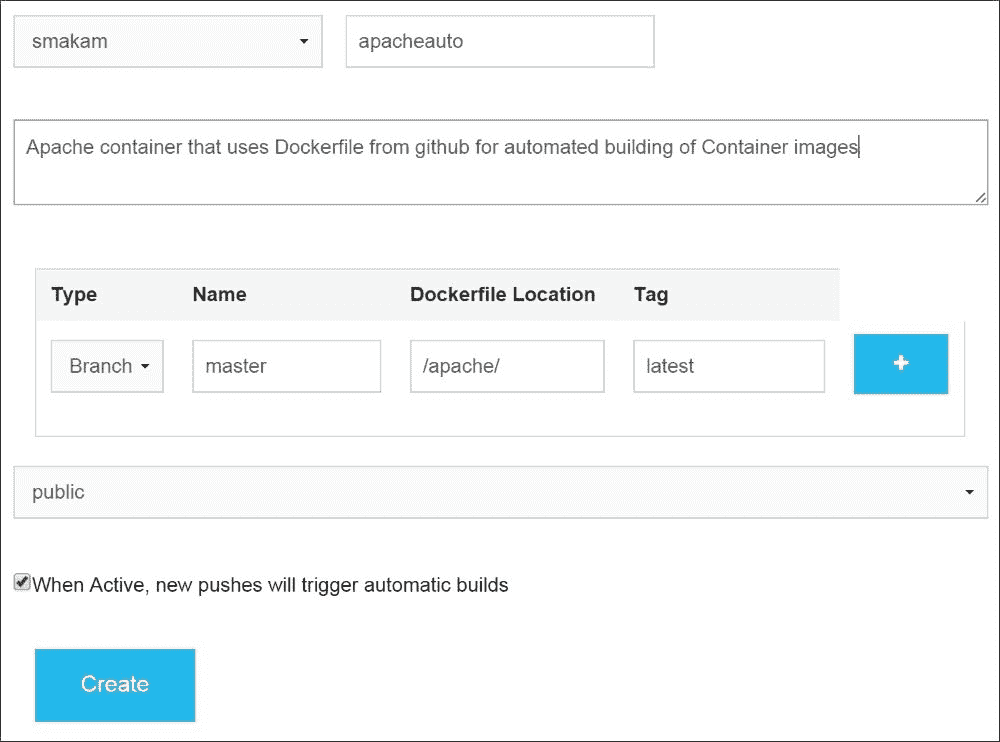 smakam apacheauto
Apache container that uses Dockerfile from github for automated building of Container images
Type Name Dockerfile Location Tag
Branch master /apache/ latest +
public
When Active, new pushes will trigger automatic builds
Create